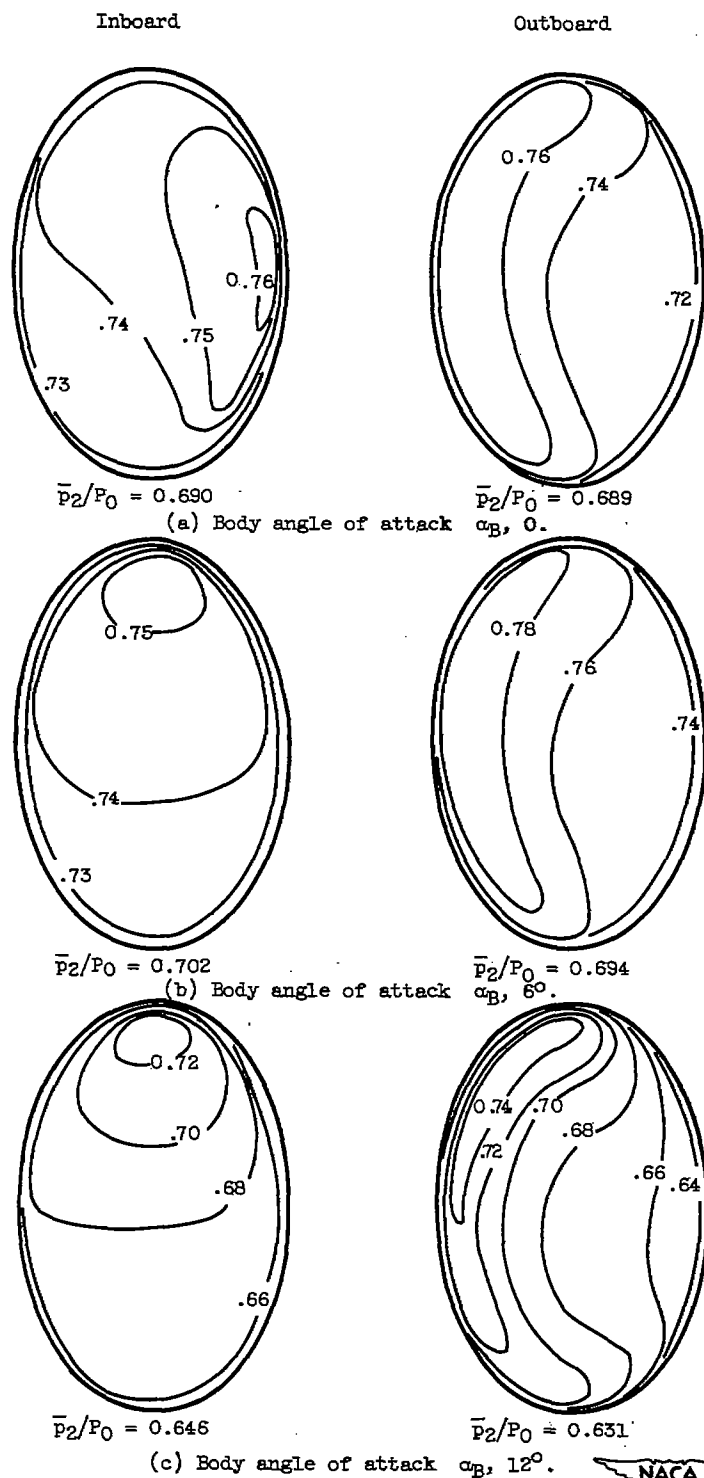 Inboard
Outboard
0.76
.75
.74
.73
0.76
.74
.72
p̅₂/P₀ = 0.690
p̅₂/P₀ = 0.689
(a) Body angle of attack α_B, 0.
0.75
.74
.73
0.78
.76
.74
p̅₂/P₀ = 0.702
p̅₂/P₀ = 0.694
(b) Body angle of attack α_B, 6°.
0.72
.70
.68
.66
0.74
.72
.70
.68
.66
.64
p̅₂/P₀ = 0.646
p̅₂/P₀ = 0.631
(c) Body angle of attack α_B, 12°.
NACA